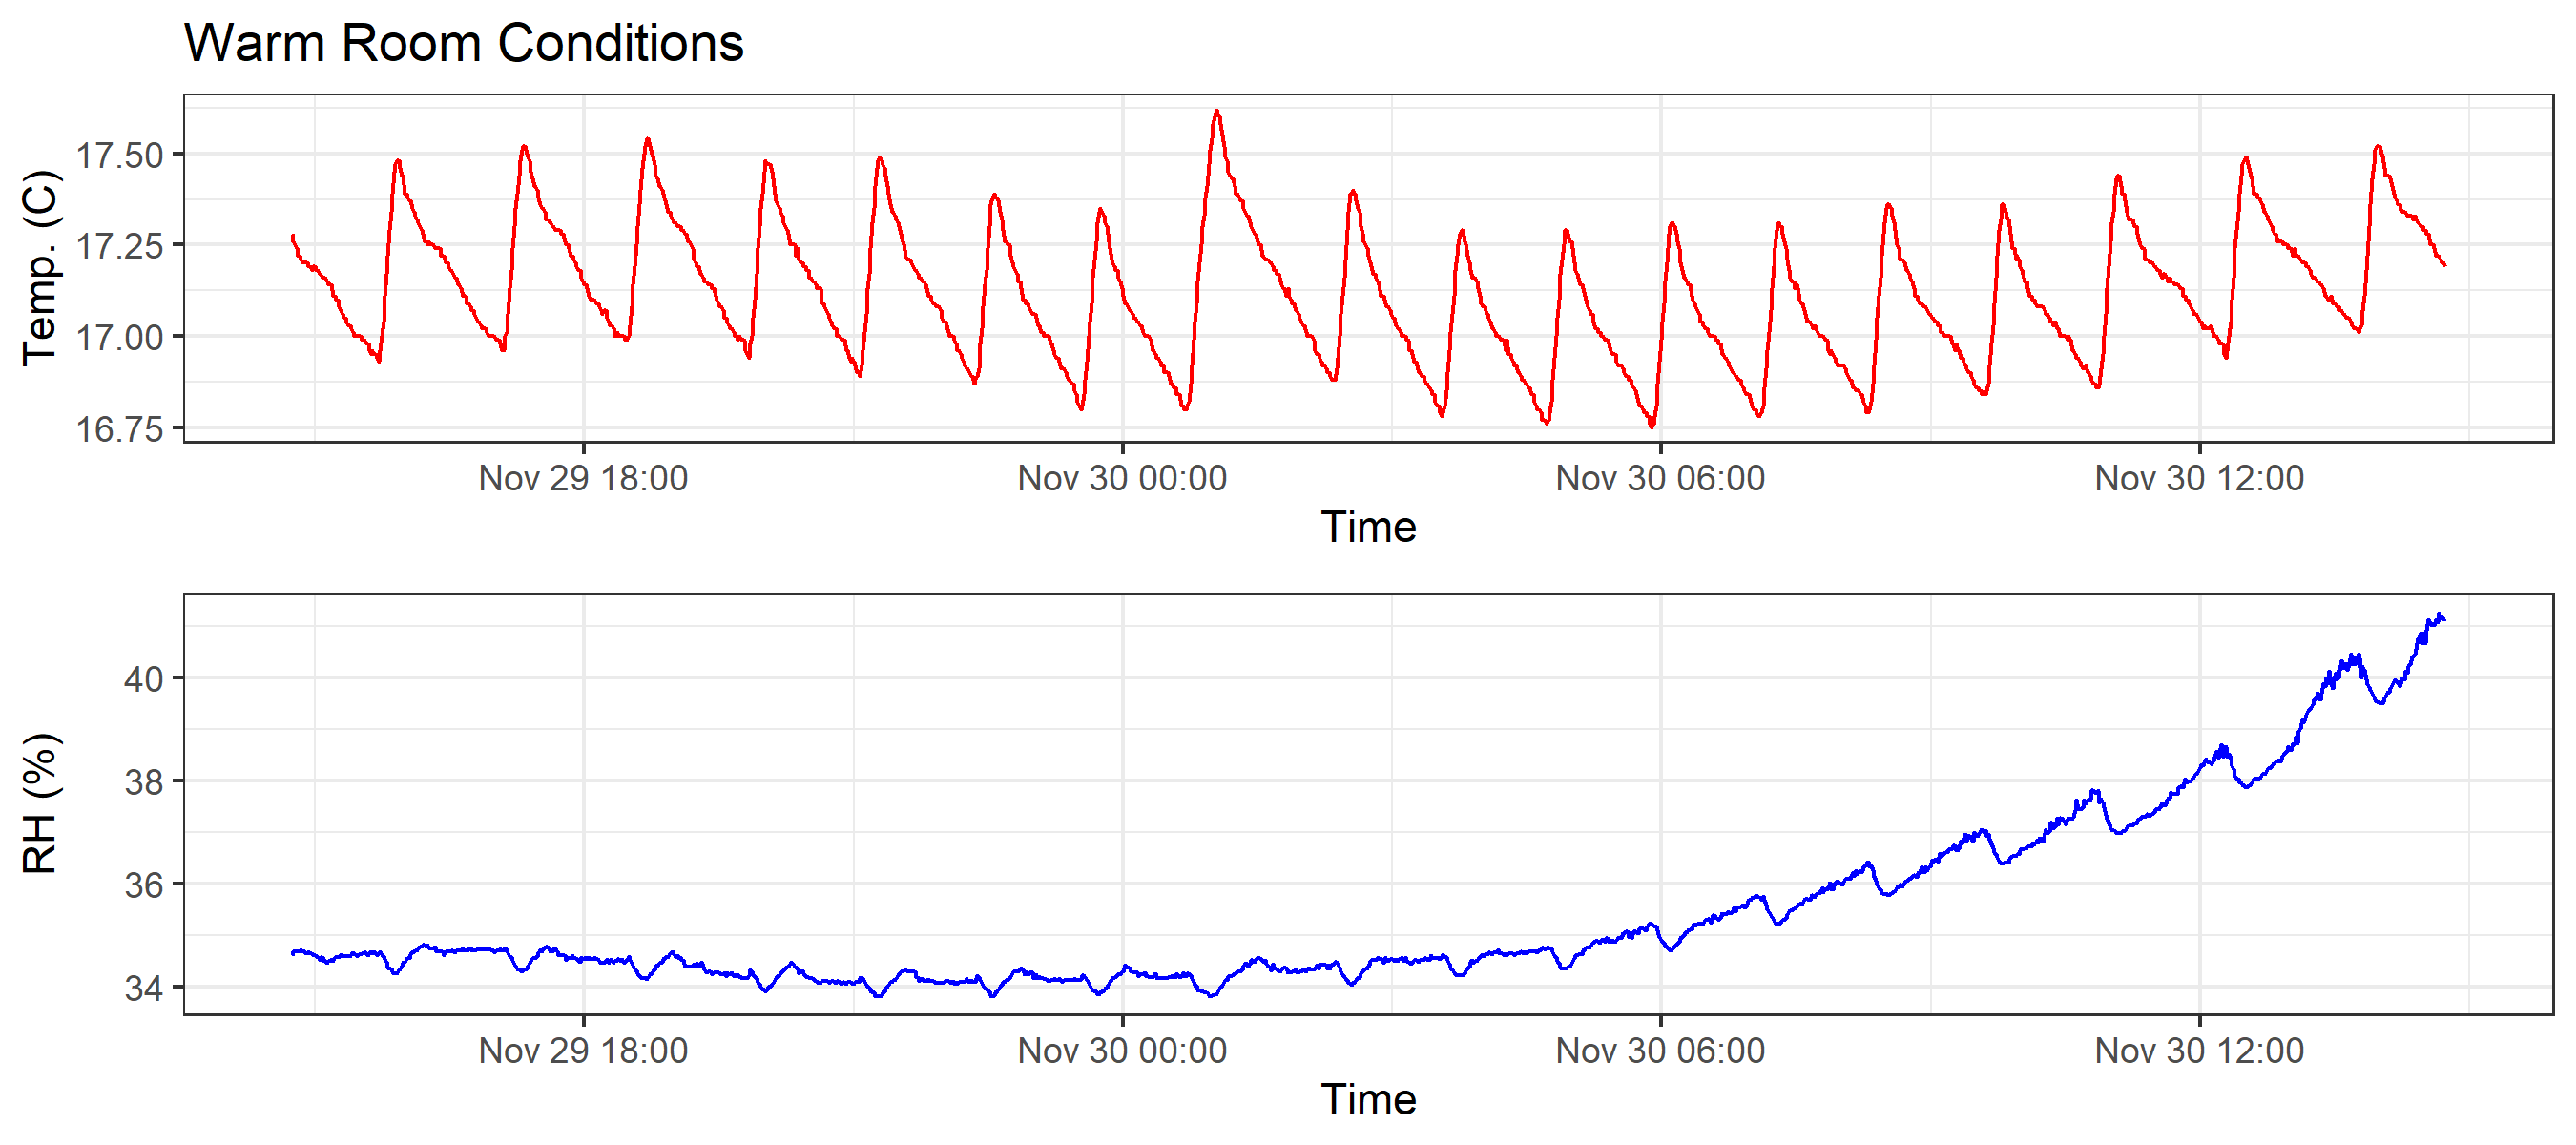 Warm Room Conditions
Temp. (C)
17.50
17.25
17.00
16.75
Nov 29 18:00 Nov 30 00:00 Nov 30 06:00 Nov 30 12:00
Time
RH (%)
40
38
36
34
Nov 29 18:00 Nov 30 00:00 Nov 30 06:00 Nov 30 12:00
Time